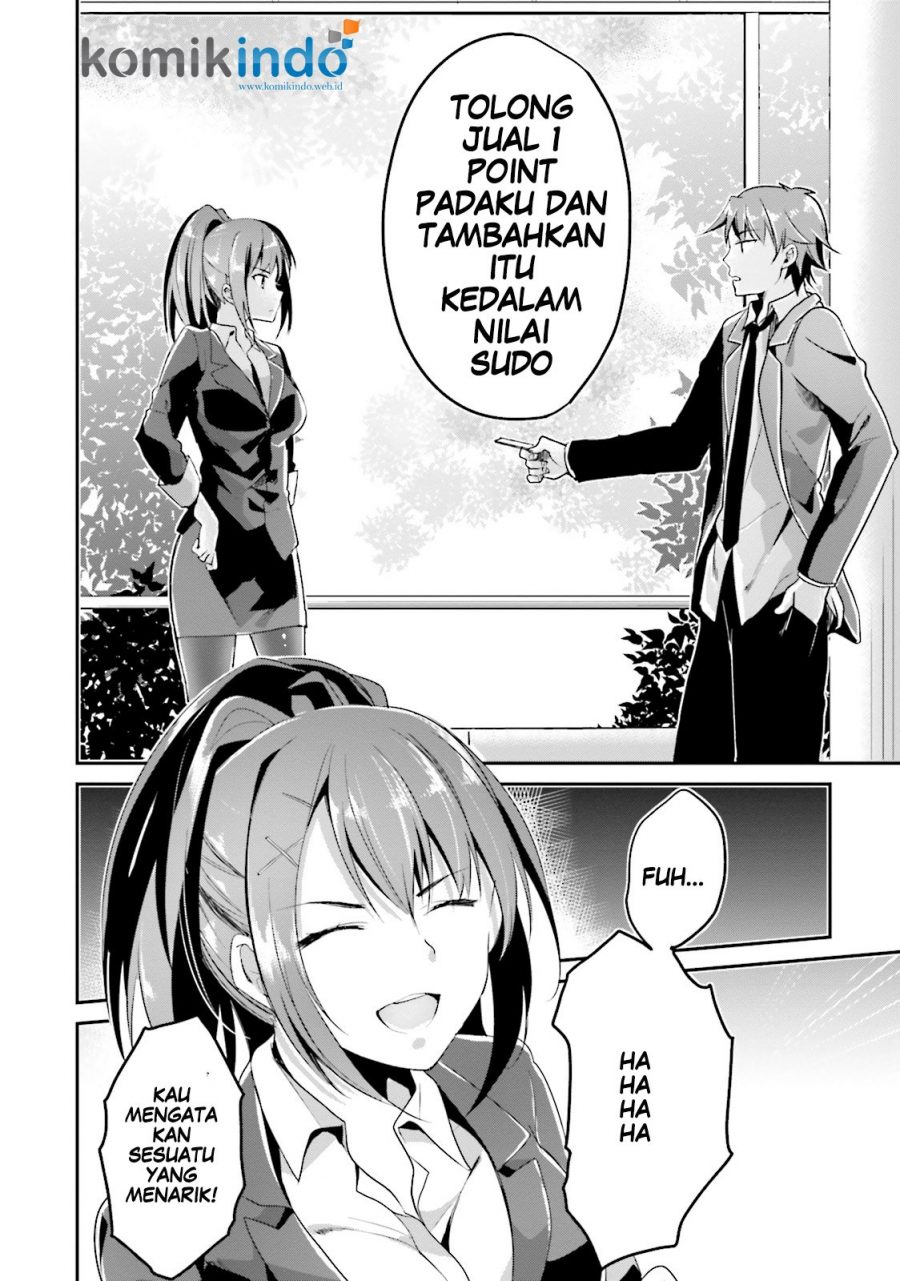 komikindo
www.komikindo.web.id
TOLONG
JUAL 1
POINT
PADAKU DAN
TAMBAHKAN
ITU
KEDALAM
NILAI
SUDO
FUH...
HA
HA
HA
HA
KAU
MENGATA
KAN
SESUATU
YANG
MENARIK!